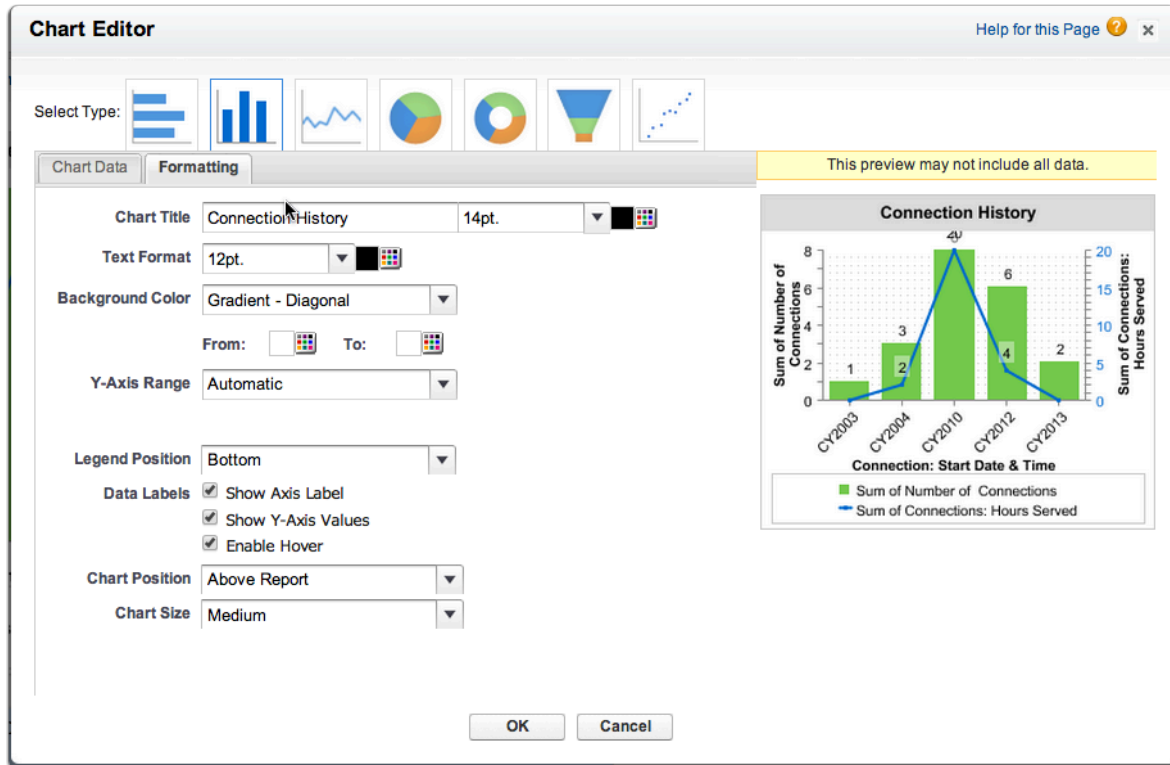 Chart Editor
Help for this Page ?
Select Type:
Chart Data Formatting
This preview may not include all data.
Chart Title Connection History 14pt.
Text Format 12pt.
Background Color Gradient - Diagonal
From: To:
Y-Axis Range Automatic
Legend Position Bottom
Data Labels Show Axis Label
Show Y-Axis Values
Enable Hover
Chart Position Above Report
Chart Size Medium
OK Cancel
Connection History
Sum of Number of
Connections
8
6
4
2
0
1
3
2
20
6
4
2
20
15
10
5
0
Sum of Connections:
Hours Served
CY2003 CY2004 CY2010 CY2012 CY2013
Connection: Start Date & Time
Sum of Number of Connections
Sum of Connections: Hours Served